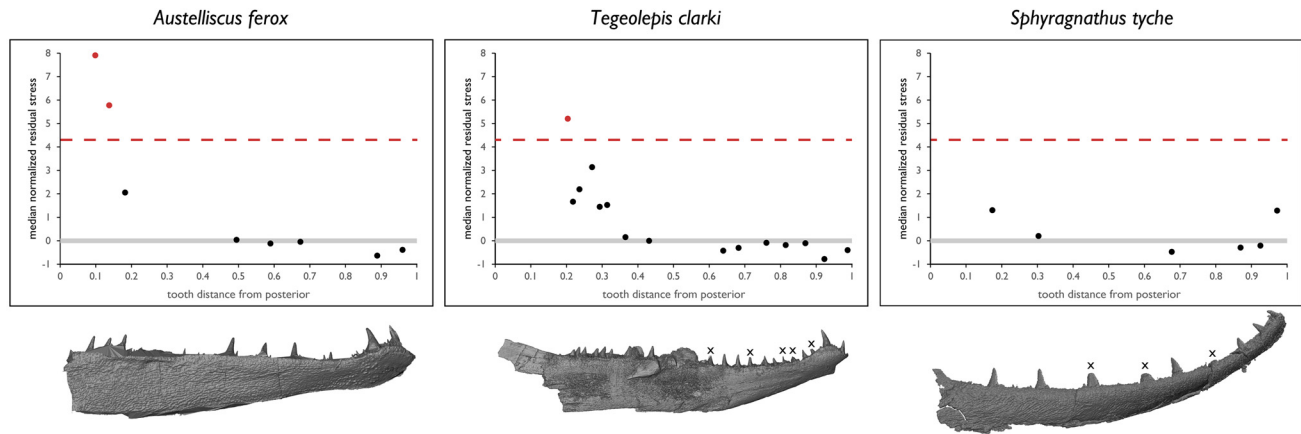 Austelliscus ferox
Tegeolepis clarki
Sphyragnathus tyche
median normalized residual stress
8
7
6
5
4
3
2
1
0
-1
0 0.1 0.2 0.3 0.4 0.5 0.6 0.7 0.8 0.9 1
tooth distance from posterior
median normalized residual stress
8
7
6
5
4
3
2
1
0
-1
0 0.1 0.2 0.3 0.4 0.5 0.6 0.7 0.8 0.9 1
tooth distance from posterior
median normalized residual stress
8
7
6
5
4
3
2
1
0
-1
0 0.1 0.2 0.3 0.4 0.5 0.6 0.7 0.8 0.9 1
tooth distance from posterior
x x x x x
x x x